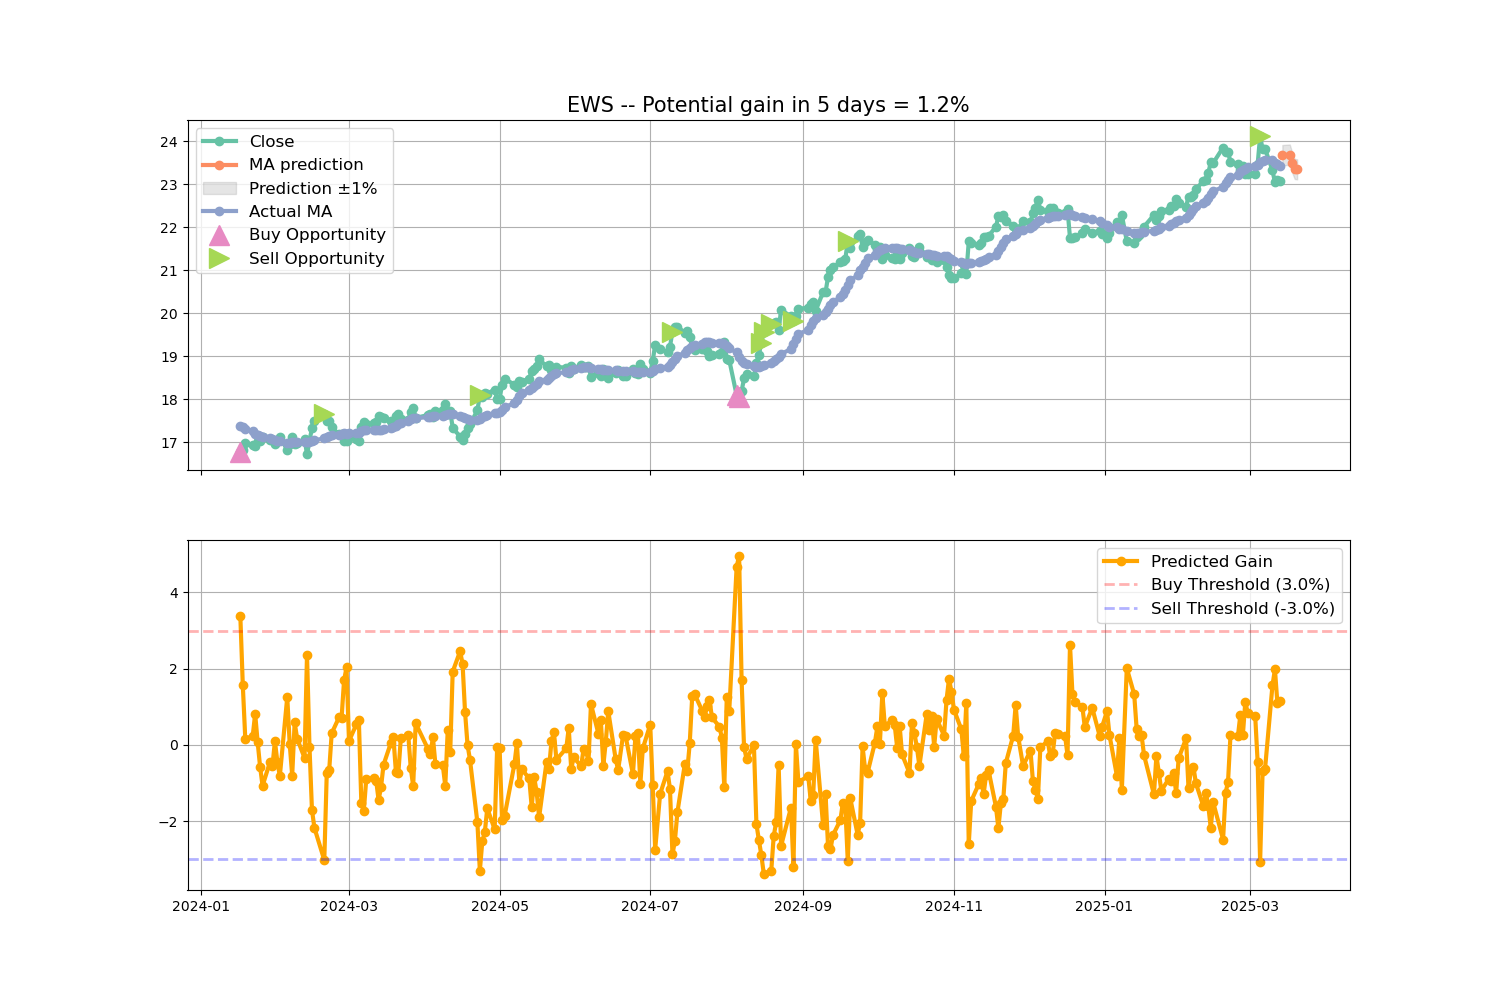 EWS -- Potential gain in 5 days = 1.2%
24
23
22
21
20
19
18
17
Close
MA prediction
Prediction ±1%
Actual MA
Buy Opportunity
Sell Opportunity
4
2
0
−2
Predicted Gain
Buy Threshold (3.0%)
Sell Threshold (-3.0%)
2024-01
2024-03
2024-05
2024-07
2024-09
2024-11
2025-01
2025-03